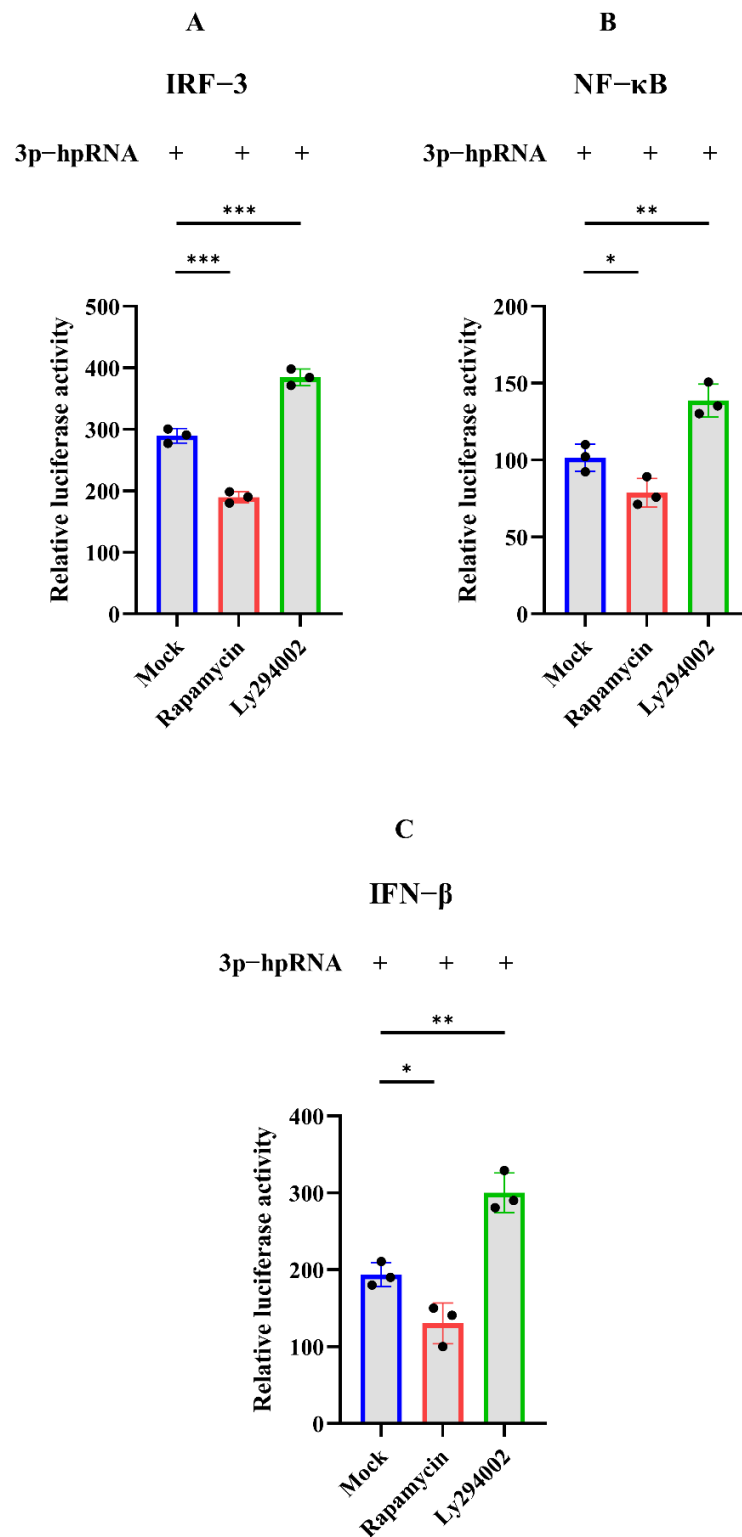 A
IRF−3
3p−hpRNA + + +
***
***
Relative luciferase activity
500
400
300
200
100
0
Mock
Rapamycin
Ly294002
B
NF−κB
3p−hpRNA + + +
**
*
Relative luciferase activity
200
150
100
50
0
Mock
Rapamycin
Ly294002
C
IFN−β
3p−hpRNA + + +
**
*
Relative luciferase activity
400
300
200
100
0
Mock
Rapamycin
Ly294002